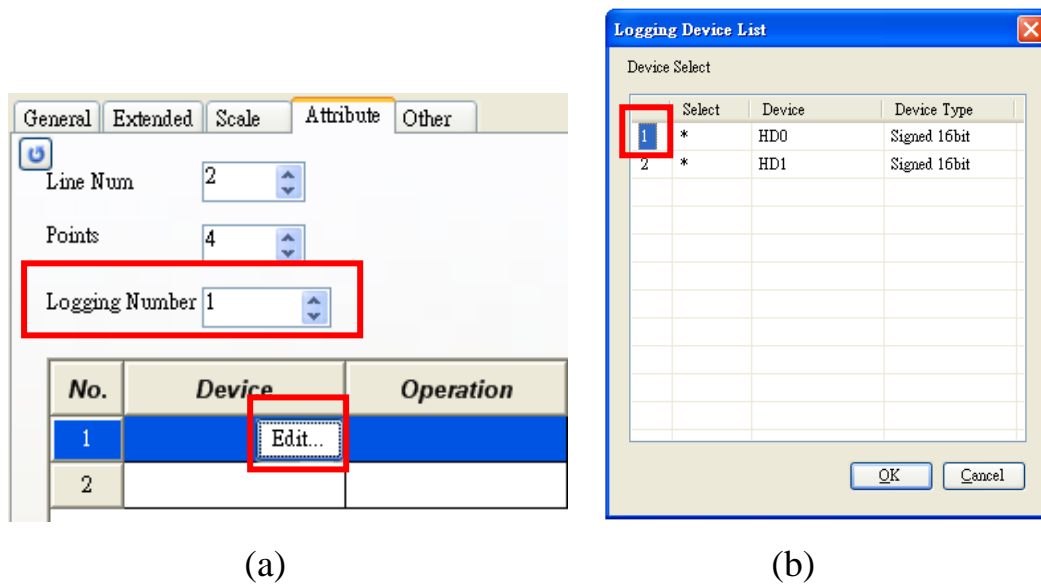 General Extended Scale Attribute Other
Line Num 2
Points 4
Logging Number 1
No. Device Operation
1 Edit...
2
(a)
Logging Device List
Device Select
Select Device Device Type
1 * HD0 Signed 16bit
2 * HD1 Signed 16bit
OK Cancel
(b)